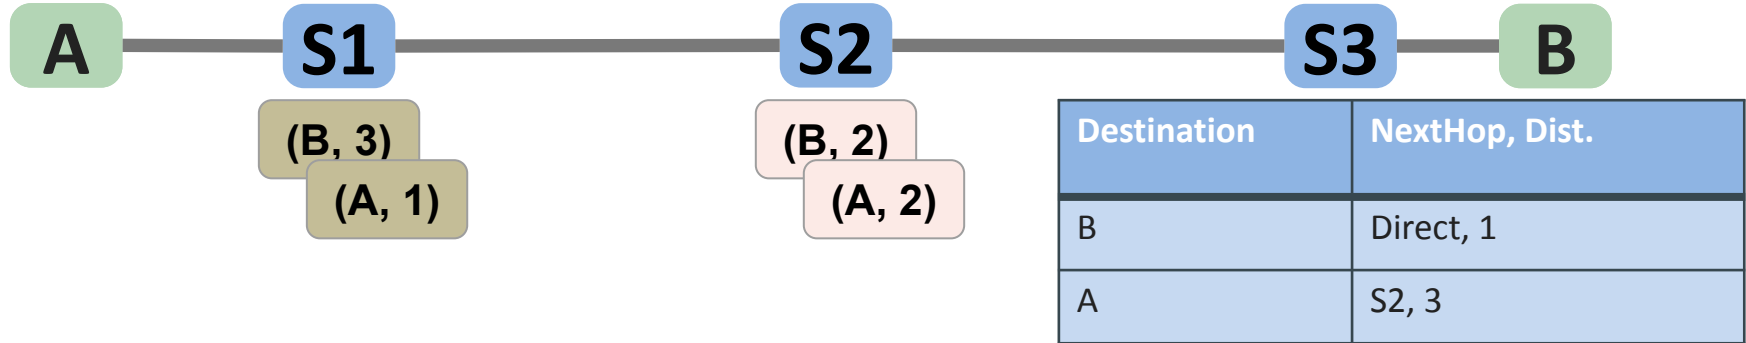 A S1 S2 S3 B
(B, 3)
(A, 1)
(B, 2)
(A, 2)
Destination NextHop, Dist.
B Direct, 1
A S2, 3